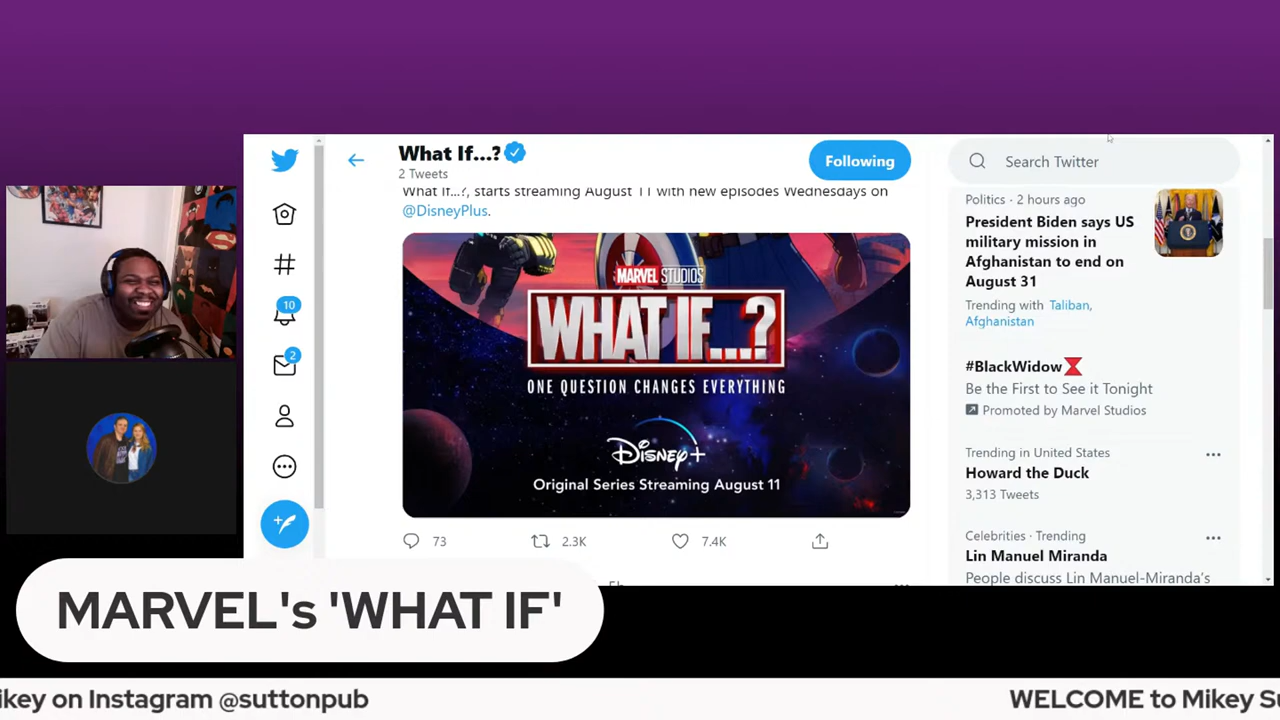 What If...?
2 Tweets
Following
Search Twitter
What If...?, starts streaming August 11 with new episodes Wednesdays on
@DisneyPlus.
MARVEL STUDIOS
WHAT IF...?
ONE QUESTION CHANGES EVERYTHING
Disney+
Original Series Streaming August 11
73
2.3K
7.4K
10
2
Politics · 2 hours ago
President Biden says US
military mission in
Afghanistan to end on
August 31
Trending with Taliban,
Afghanistan
#BlackWidow
Be the First to See it Tonight
Promoted by Marvel Studios
Trending in United States
Howard the Duck
3,313 Tweets
Celebrities · Trending
Lin Manuel Miranda
People discuss Lin Manuel-Miranda's
MARVEL's 'WHAT IF'
ikey on Instagram @suttonpub
WELCOME to Mikey Su